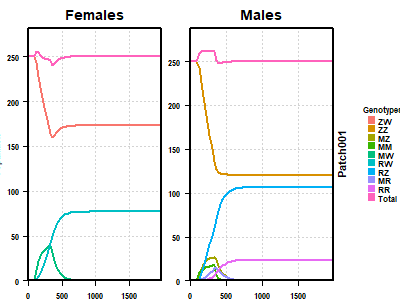 Females
Males
250
200
150
100
50
0
0
500
1000
1500
250
200
150
100
50
0
0
500
1000
1500
Patch001
Genotypes
ZW
ZZ
MZ
MM
MW
RW
RZ
MR
RR
Total